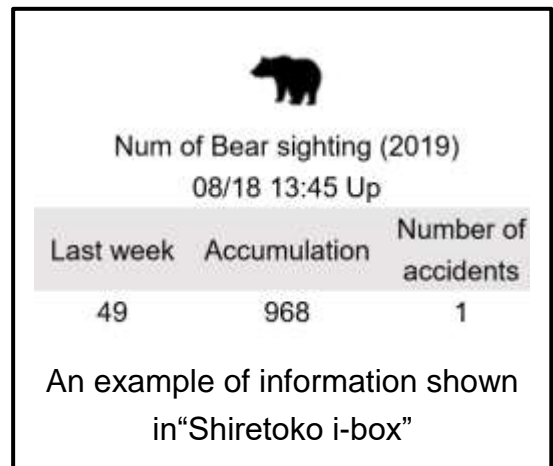 Num of Bear sighting (2019)
08/18 13:45 Up
Last week Accumulation Number of accidents
49 968 1
An example of information shown
in“Shiretoko i-box”